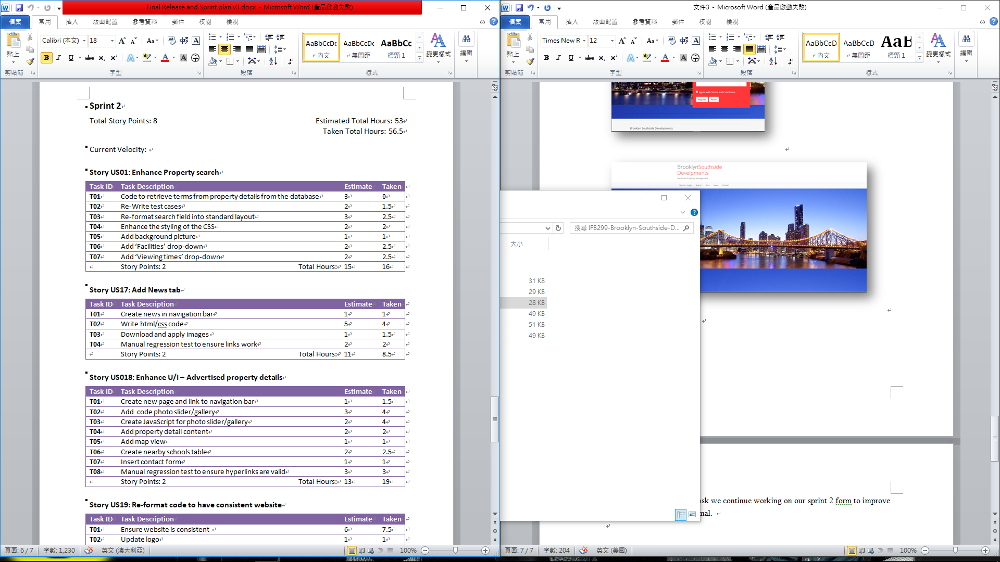 Final Release and Sprint plan v3.docx - Microsoft Word (產品啟動失敗)
檔案 常用 插入 版面配置 參考資料 郵件 校閱 檢視
Calibri (本文) 18
貼上
AaBbCcDc AaBbCcDc AaBbCc
內文 無間距 標題 1 變更樣式 編輯
剪貼簿 字型 段落 樣式
Sprint 2
Total Story Points: 8 Estimated Total Hours: 53
Taken Total Hours: 56.5
Current Velocity:
Story US01: Enhance Property search
Task ID Task Description Estimate Taken
T01 Code to retrieve terms from property details from the database 3 0
T02 Re-Write test cases 2 1.5
T03 Re-format search field into standard layout 3 2.5
T04 Enhance the styling of the CSS 2 2
T05 Add background picture 1 1
T06 Add ‘Facilities’ drop-down 2 2.5
T07 Add ‘Viewing times’ drop-down 2 2.5
Story Points: 2 Total Hours: 15 16
Story US17: Add News tab
Task ID Task Description Estimate Taken
T01 Create news in navigation bar 1 1
T02 Write html/css code 5 4
T03 Download and apply images 1 1.5
T04 Manual regression test to ensure links work 2 2
Story Points: 2 Total Hours: 11 8.5
Story US018: Enhance U/I – Advertised property details
Task ID Task Description Estimate Taken
T01 Create new page and link to navigation bar 1 1.5
T02 Add  code photo slider/gallery 3 4
T03 Create JavaScript for photo slider/gallery 2 4
T04 Add property detail content 2 2
T05 Add map view 1 1
T06 Create nearby schools table 2 2.5
T07 Insert contact form 1 1
T08 Manual regression test to ensure hyperlinks are valid 3 3
Story Points: 2 Total Hours: 13 19
Story US19: Re-format code to have consistent website
Task ID Task Description Estimate Taken
T01 Ensure website is consistent 6 7.5
T02 Update logo 1 1
頁面: 6 / 7 字數: 1,230 英文 (澳大利亞) 100%
文件3 - Microsoft Word (產品啟動失敗)
檔案 常用 插入 版面配置 參考資料 郵件 校閱 檢視
Times New R 12
貼上
AaBbCcD AaBbCcD AaB
內文 無間距 標題 1 變更樣式 編輯
剪貼簿 字型 段落 樣式
Agree with Terms and Conditions
Register Reset
Brooklyn Southside Developments
BrooklynSouthside
Develpments
Southside Property Management
Signup / Login Search Rent News Contact
搜尋 IFB299-Brooklyn-Southside-D...
大小
31 KB
29 KB
28 KB
49 KB
51 KB
49 KB
ask we continue working on our sprint 2 form to improve
mal.
頁面: 7 / 7 字數: 204 英文 (美國) 100%